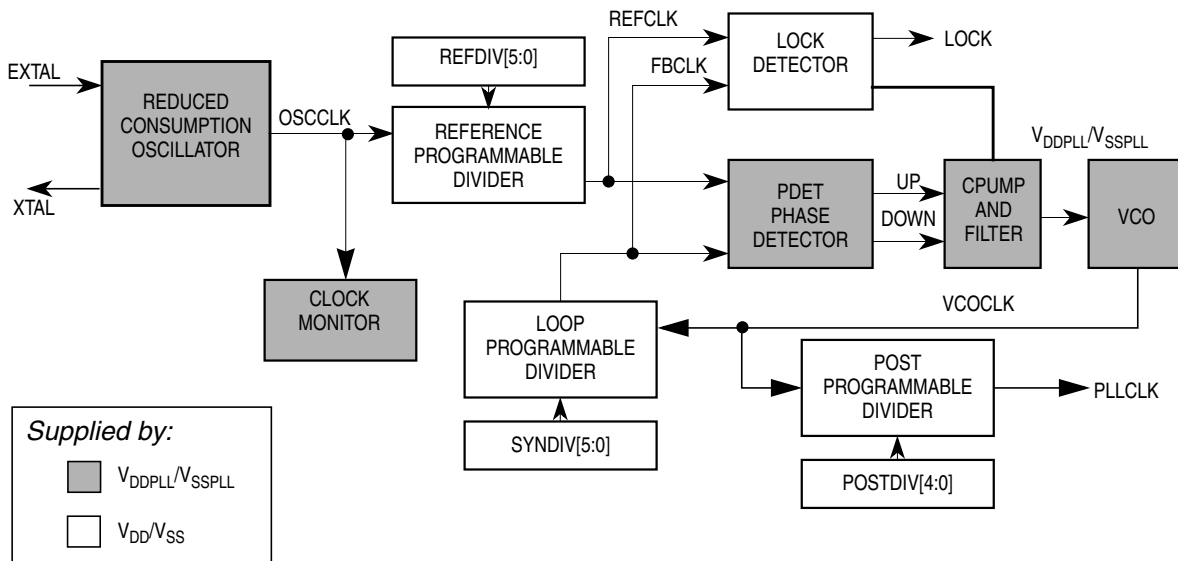 REFCLK
LOCK
DETECTOR
LOCK
REFDIV[5:0]
FBCLK
EXTAL
REDUCED
CONSUMPTION
OSCILLATOR
OSCCLK
REFERENCE
PROGRAMMABLE
DIVIDER
V_DDPLL/V_SSPLL
XTAL
PDET
PHASE
DETECTOR
UP
DOWN
CPUMP
AND
FILTER
VCO
CLOCK
MONITOR
LOOP
PROGRAMMABLE
DIVIDER
VCOCLK
POST
PROGRAMMABLE
DIVIDER
PLLCLK
SYNDIV[5:0]
POSTDIV[4:0]
Supplied by:
V_DDPLL/V_SSPLL
V_DD/V_SS